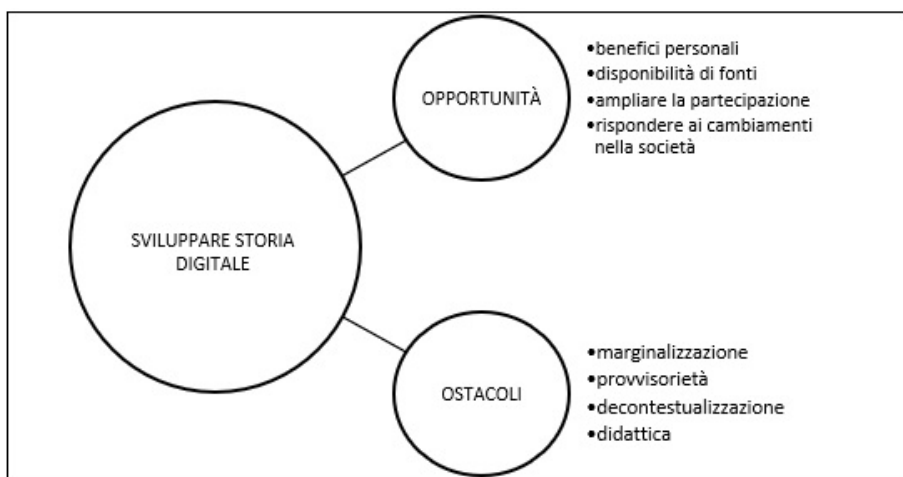 OPPORTUNITÀ
•benefici personali
•disponibilità di fonti
•ampliare la partecipazione
•rispondere ai cambiamenti
nella società
SVILUPPARE STORIA
DIGITALE
OSTACOLI
•marginalizzazione
•provvisorietà
•decontestualizzazione
•didattica